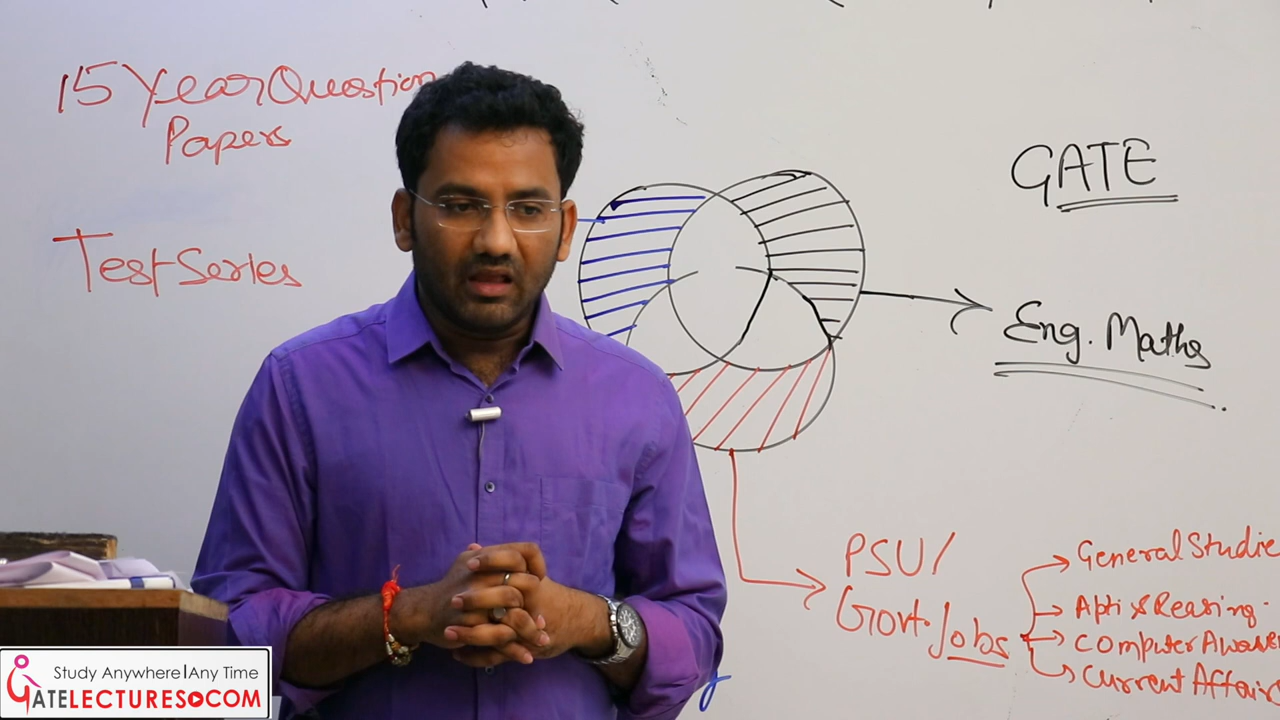 15 Year Question
Papers
Test Series
GATE
Eng. Maths
PSU/
Govt. Jobs
General Studie
Apti & Reasing.
Computer Aware
Current Affair
Study Anywhere|Any Time
GATELECTURES.COM